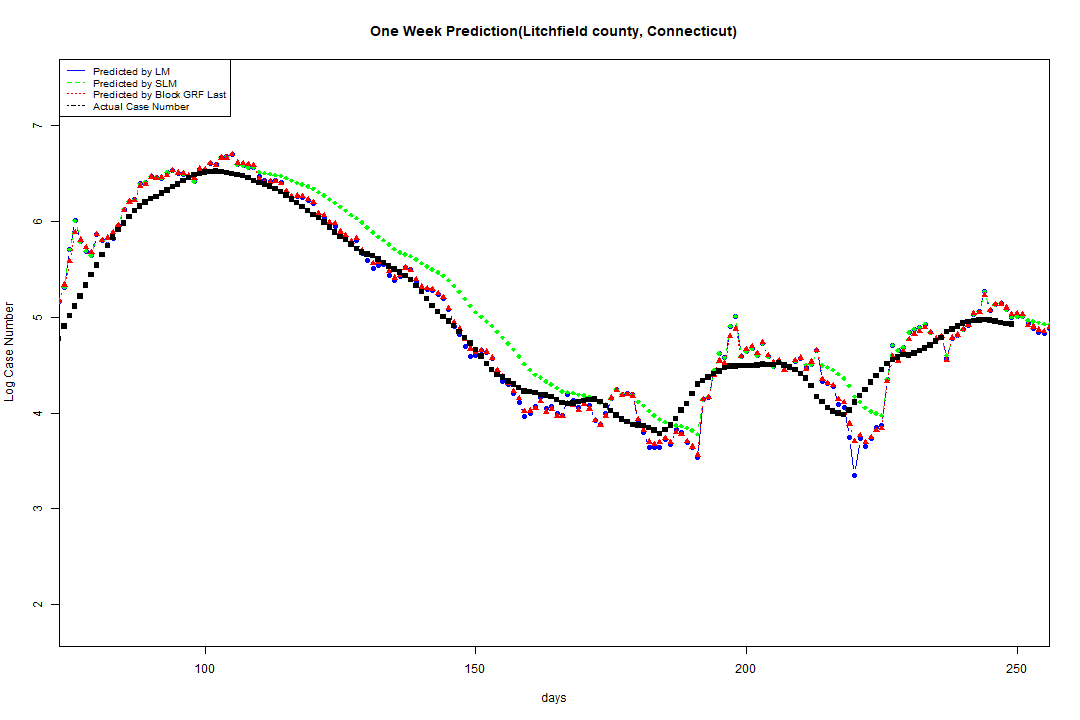 One Week Prediction(Litchfield county, Connecticut)
Predicted by LM
Predicted by SLM
Predicted by Block GRF Last
Actual Case Number
Log Case Number
7
6
5
4
3
2
100 150 200 250
days